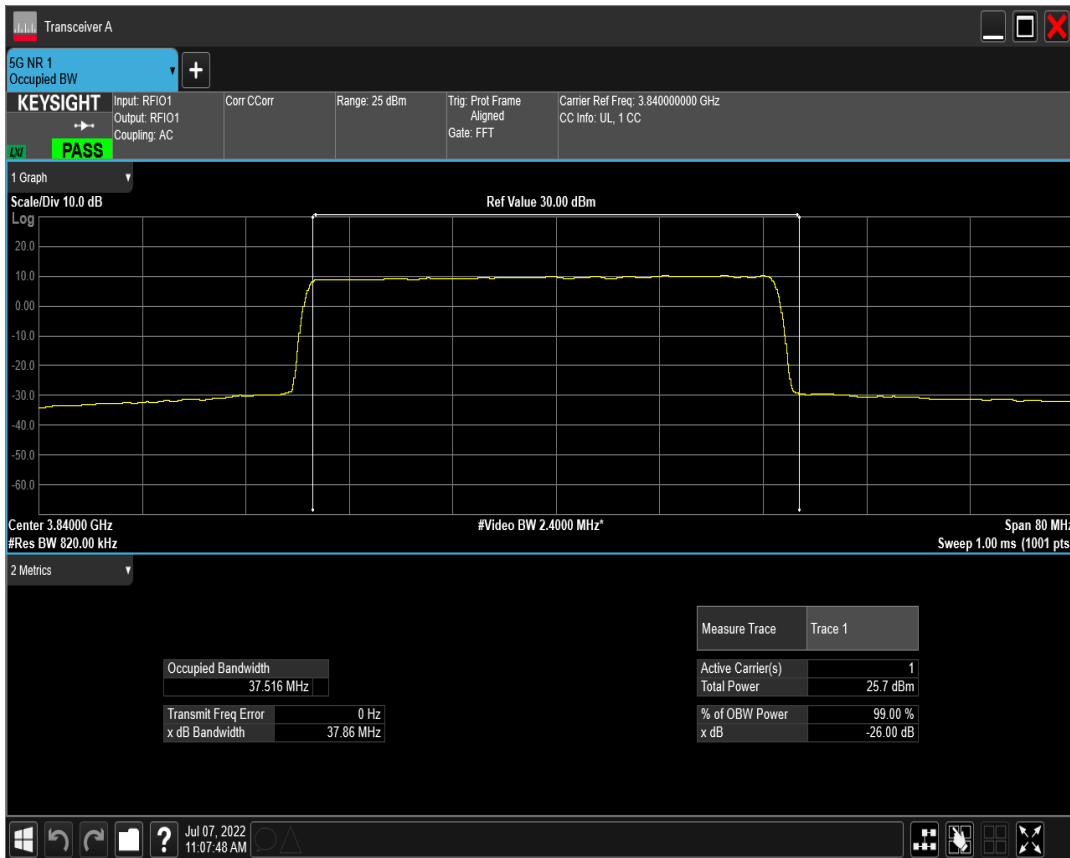 Transceiver A
5G NR 1
Occupied BW
KEYSIGHT
LXI
PASS
Input: RFIO1
Output: RFIO1
Coupling: AC
Corr CCorr
Range: 25 dBm
Trig: Prot Frame
Aligned
Gate: FFT
Carrier Ref Freq: 3.840000000 GHz
CC Info: UL, 1 CC
1 Graph
Scale/Div 10.0 dB
Ref Value 30.00 dBm
Log
20.0
10.0
0.00
-10.0
-20.0
-30.0
-40.0
-50.0
-60.0
Center 3.84000 GHz
#Video BW 2.4000 MHz*
Span 80 MHz
#Res BW 820.00 kHz
Sweep 1.00 ms (1001 pts
2 Metrics
Measure Trace Trace 1
Occupied Bandwidth
37.516 MHz
Active Carrier(s) 1
Total Power 25.7 dBm
Transmit Freq Error 0 Hz
x dB Bandwidth 37.86 MHz
% of OBW Power 99.00 %
x dB -26.00 dB
?
Jul 07, 2022
11:07:48 AM